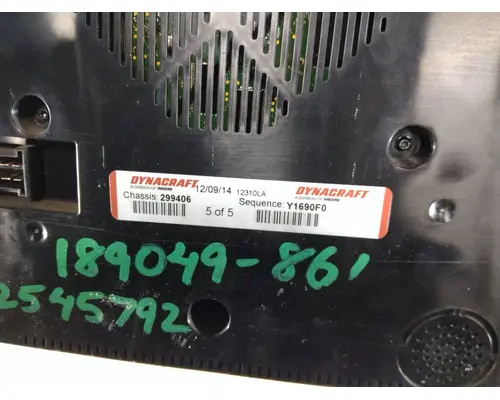 DYNACRAFT 12/09/14 12310LA DYNACRAFT
A DIVISION OF PACCAR A DIVISION OF PACCAR
Chassis: 299406 Sequence: Y1690F0
5 of 5
189049-861
2545792